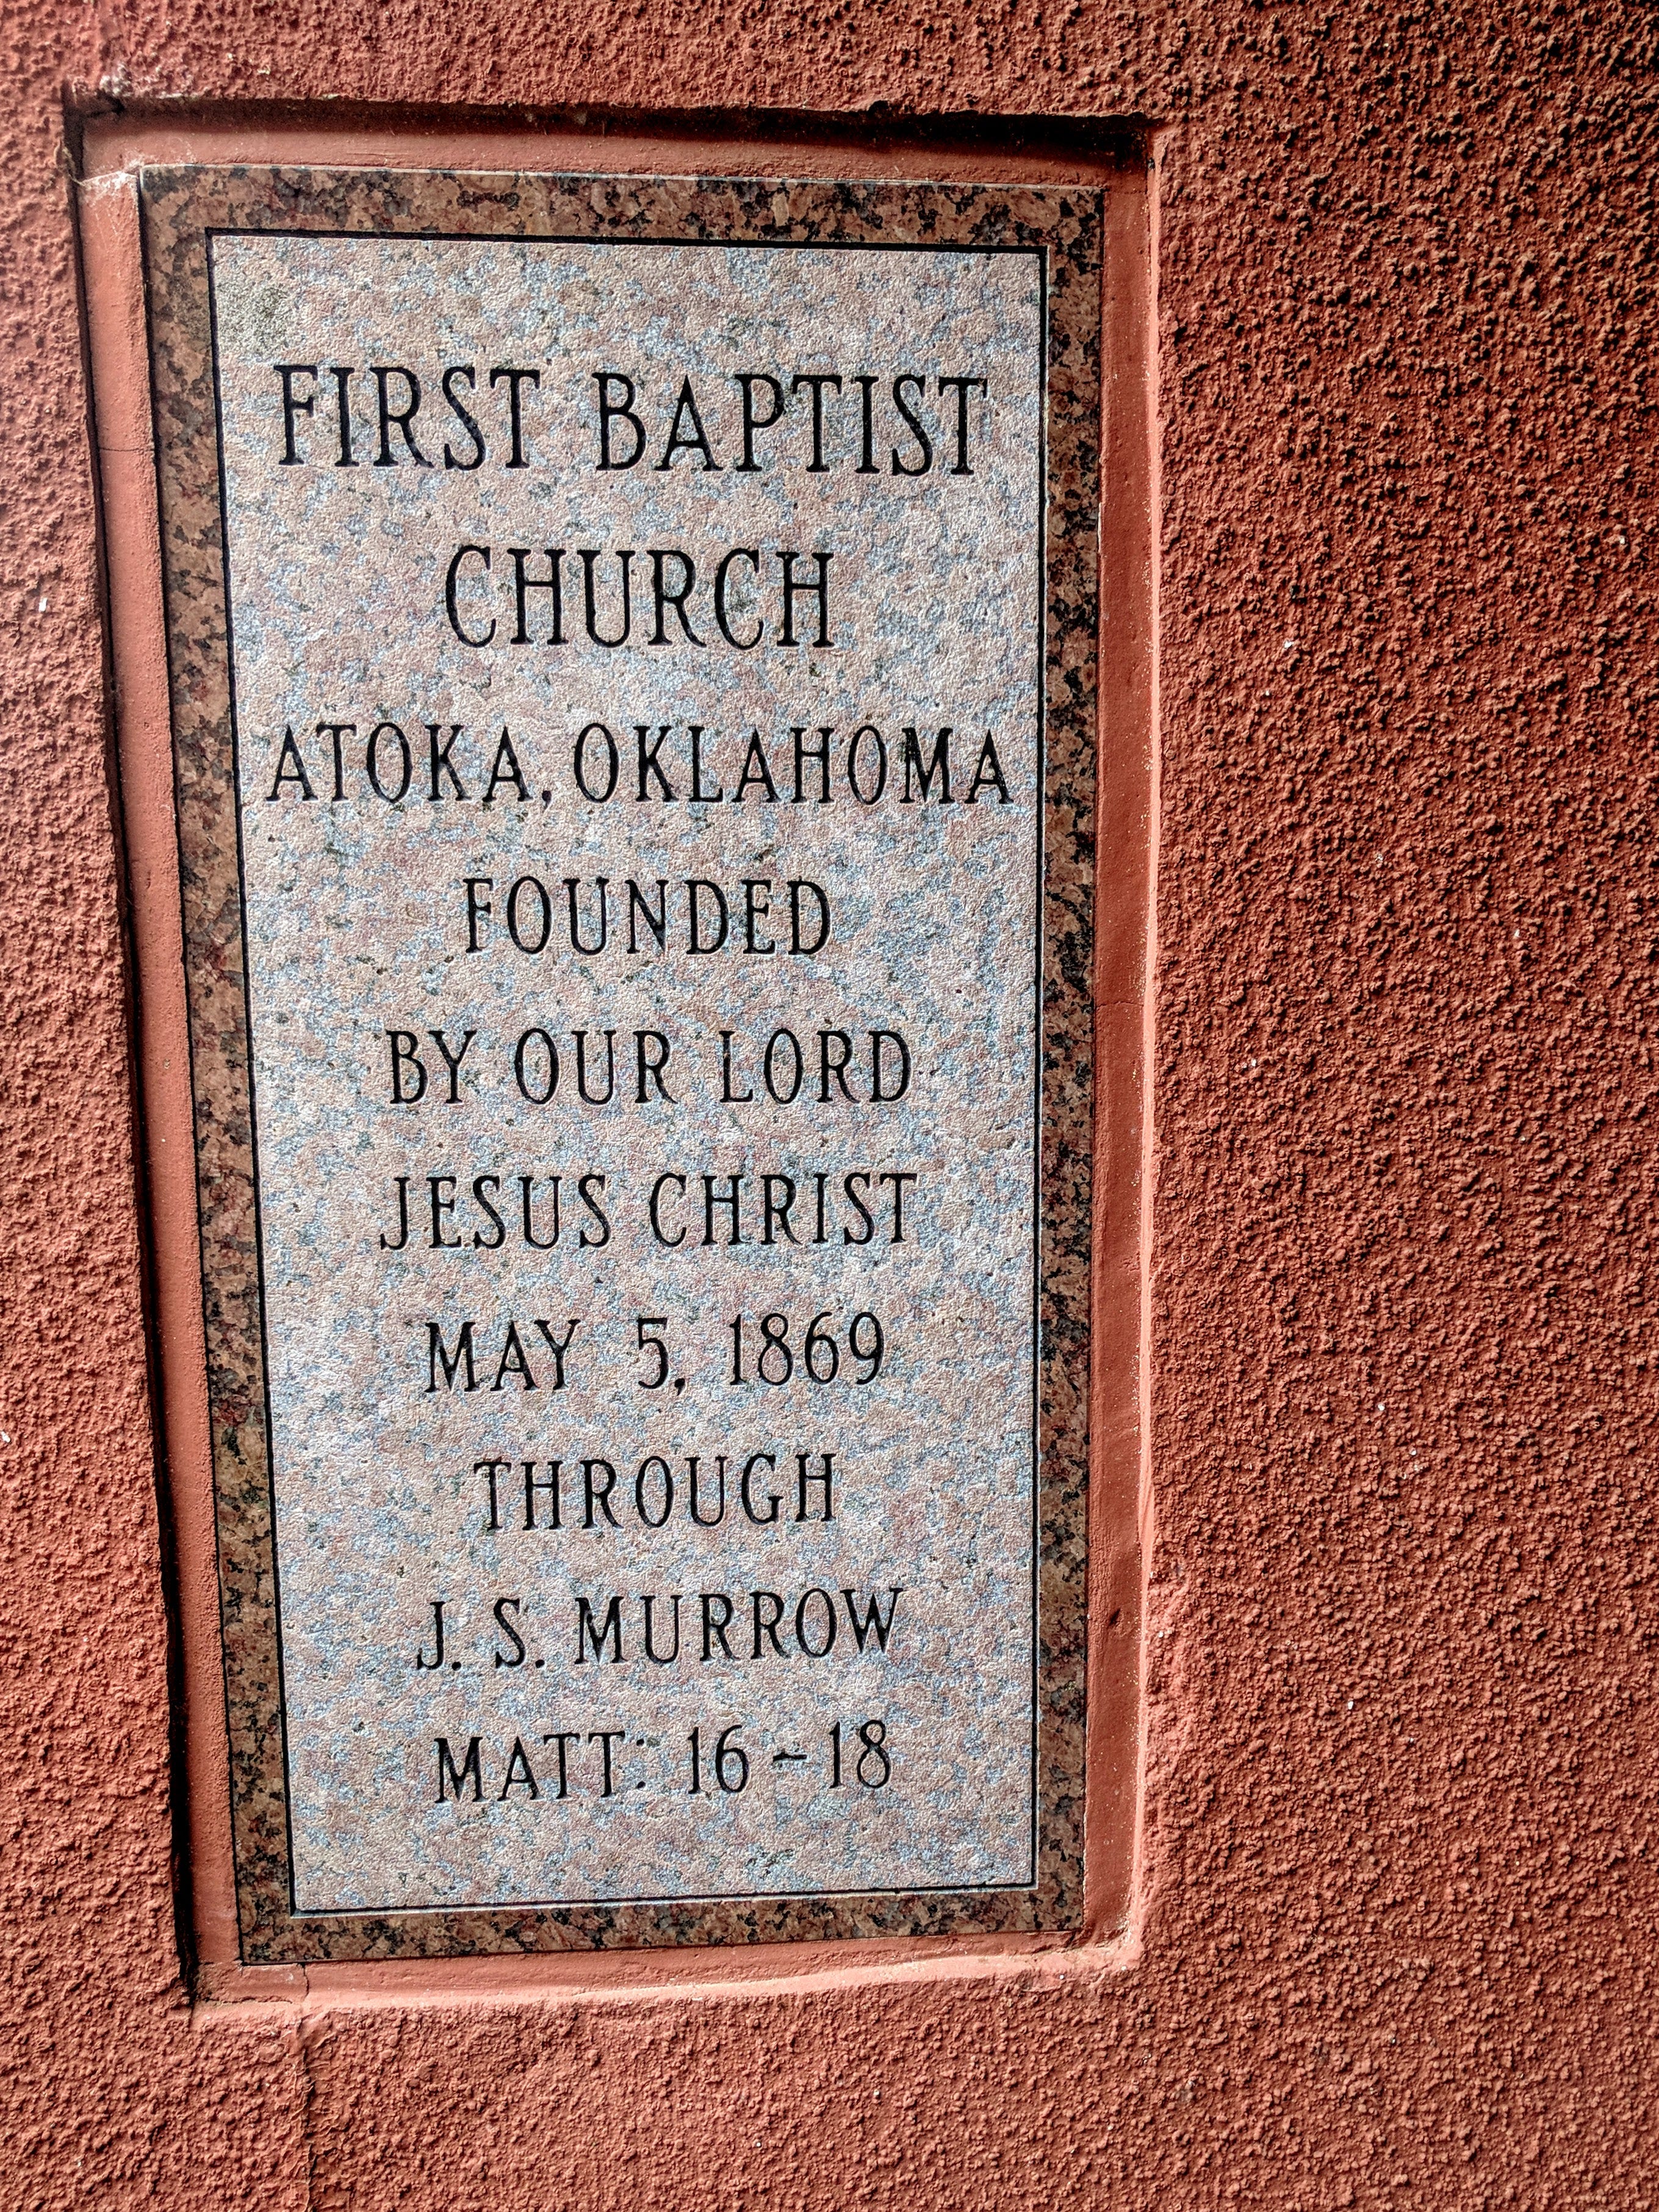 FIRST BAPTIST
CHURCH
ATOKA, OKLAHOMA
FOUNDED
BY OUR LORD
JESUS CHRIST
MAY 5, 1869
THROUGH
J. S. MURROW
MATT: 16-18